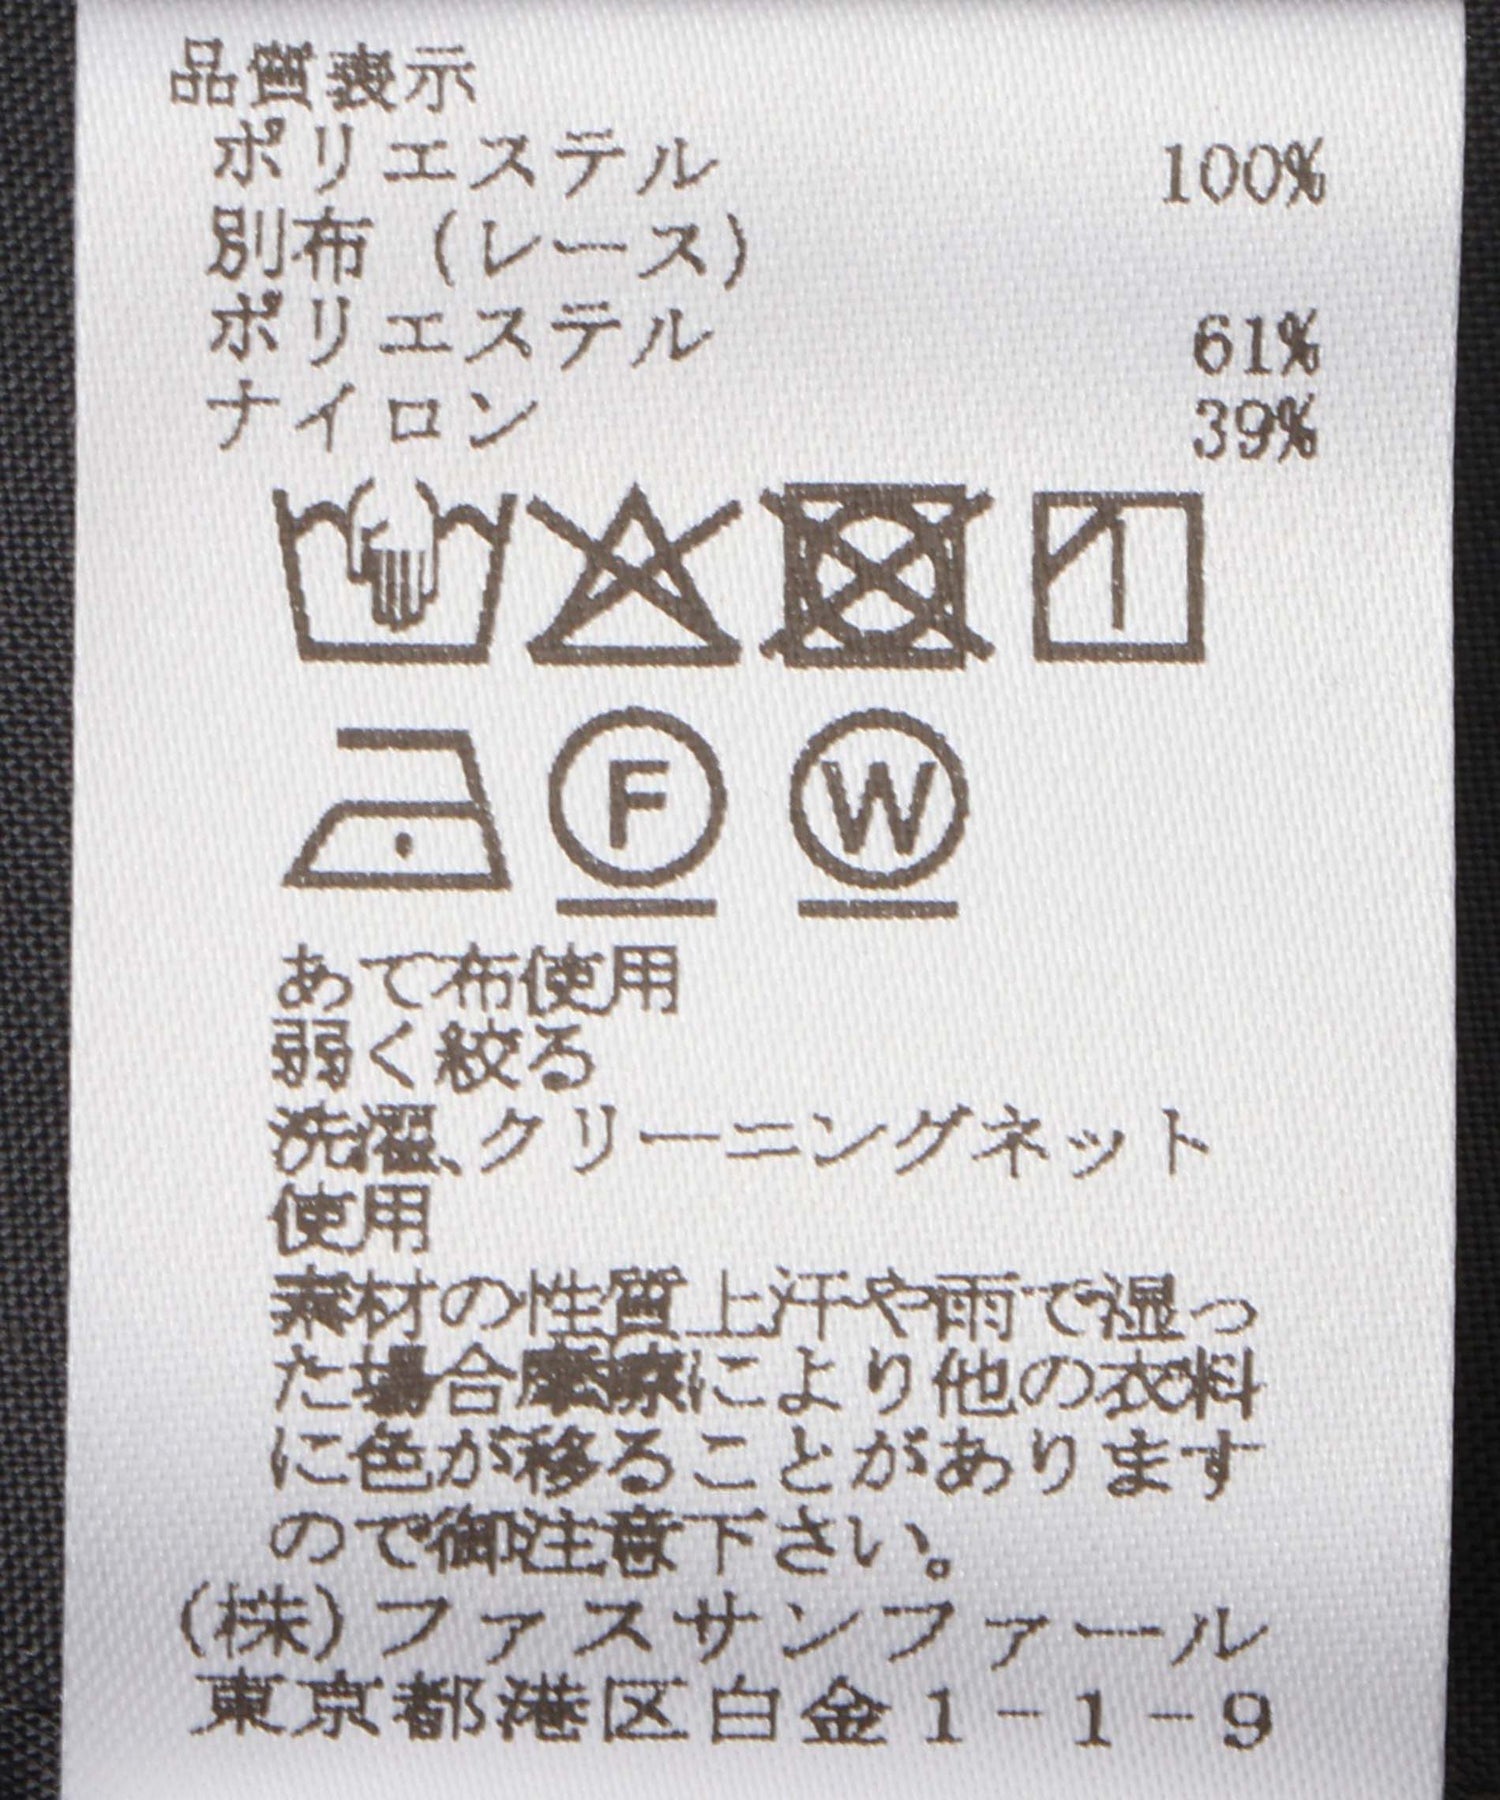 品質表示
ポリエステル 100%
別布 (レース)
ポリエステル 61%
ナイロン 39%
F W
あて布使用
弱く絞る
洗濯、クリーニングネット
使用
素材の性質上汗や雨で湿っ
た場合摩擦により他の衣料
に色が移ることがあります
ので御注意下さい。
(株)ファスサンファール
東京都港区白金1-1-9